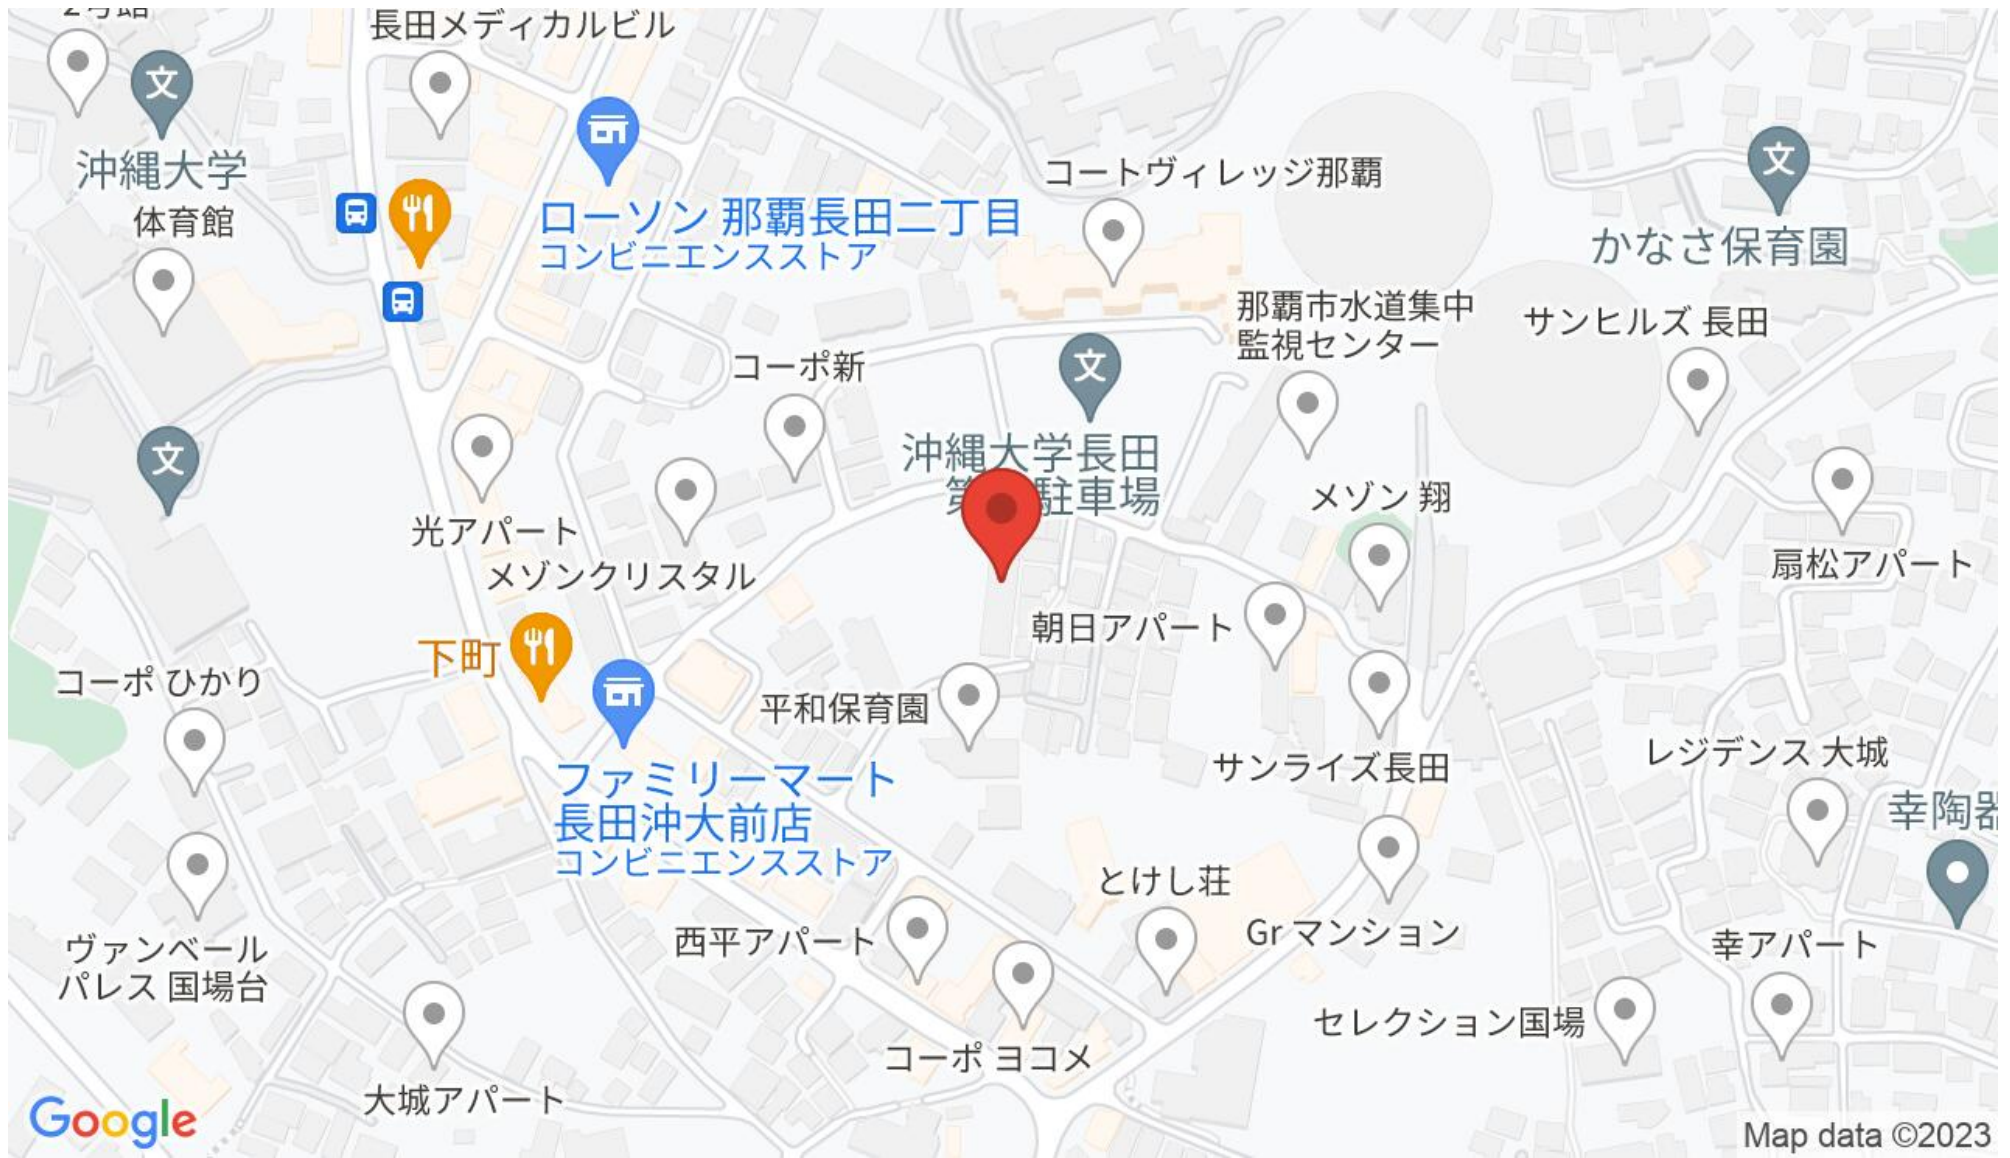 長田メディカルビル
沖縄大学
体育館
ローソン 那覇長田二丁目
コンビニエンスストア
コートヴィレッジ那覇
かなさ保育園
那覇市水道集中
監視センター
サンヒルズ 長田
コーポ新
沖縄大学長田
駐車場
メゾン 翔
光アパート
メゾンクリスタル
扇松アパート
朝日アパート
下町
コーポ ひかり
平和保育園
サンライズ長田
レジデンス 大城
ファミリーマート
長田沖大前店
コンビニエンスストア
幸陶器
とけし荘
Gr マンション
西平アパート
幸アパート
ヴァンベール
パレス 国場台
セレクション国場
コーポ ヨコメ
大城アパート
Google
Map data ©2023